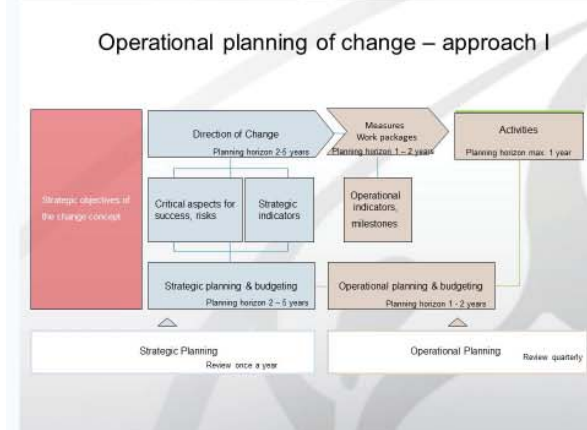 Operational planning of change – approach I
Strategic objectives of
the change concept
Direction of Change
Planning horizon 2-5 years
Measures
Work packages
Planning horizon 1 – 2 years
Activities
Planning horizon max. 1 year
Critical aspects for
success, risks
Strategic
indicators
Operational
indicators,
milestones
Strategic planning & budgeting
Planning horizon 2 – 5 years
Operational planning & budgeting
Planning horizon 1 - 2 years
Strategic Planning
Review once a year
Operational Planning
Review quarterly